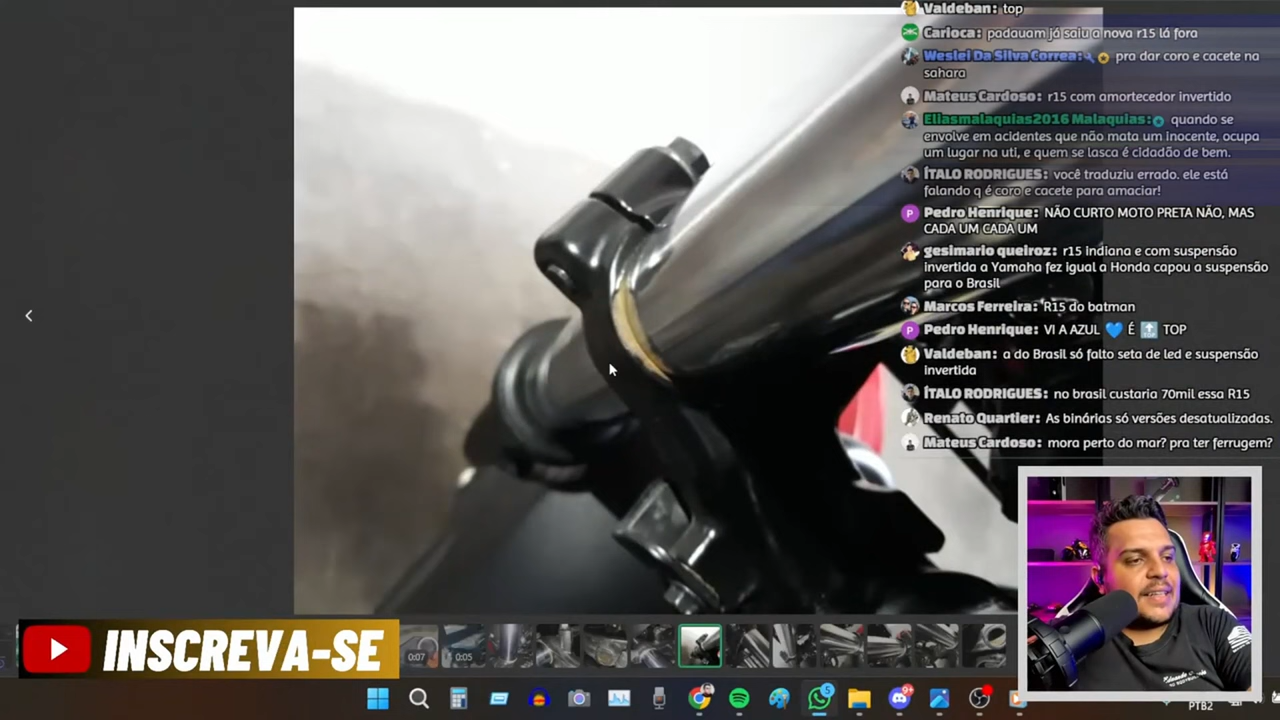 Valdeban: top
Carioca: padauam já saiu a nova r15 lá fora
Weslei Da Silva Correa: pra dar coro e cacete na
sahara
Mateus Cardoso: r15 com amortecedor invertido
Eliasmalaquias2016 Malaquias: quando se
envolve em acidentes que não mata um inocente, ocupa
um lugar na uti, e quem se lasca é cidadão de bem.
ÍTALO RODRIGUES: você traduziu errado. ele está
falando q é coro e cacete para amaciar!
P Pedro Henrique: NÃO CURTO MOTO PRETA NÃO, MAS
CADA UM CADA UM
gesimario queiroz: r15 indiana e com suspensão
invertida a Yamaha fez igual a Honda capou a suspensão
para o Brasil
Marcos Ferreira: R15 do batman
P Pedro Henrique: VI A AZUL 💙 É 🔝 TOP
Valdeban: a do Brasil só falto seta de led e suspensão
invertida
ÍTALO RODRIGUES: no brasil custaria 70mil essa R15
Renato Quartier: As binárias só versões desatualizadas.
Mateus Cardoso: mora perto do mar? pra ter ferrugem?
0:07
0:05
INSCREVA-SE
5
9+
PTB2